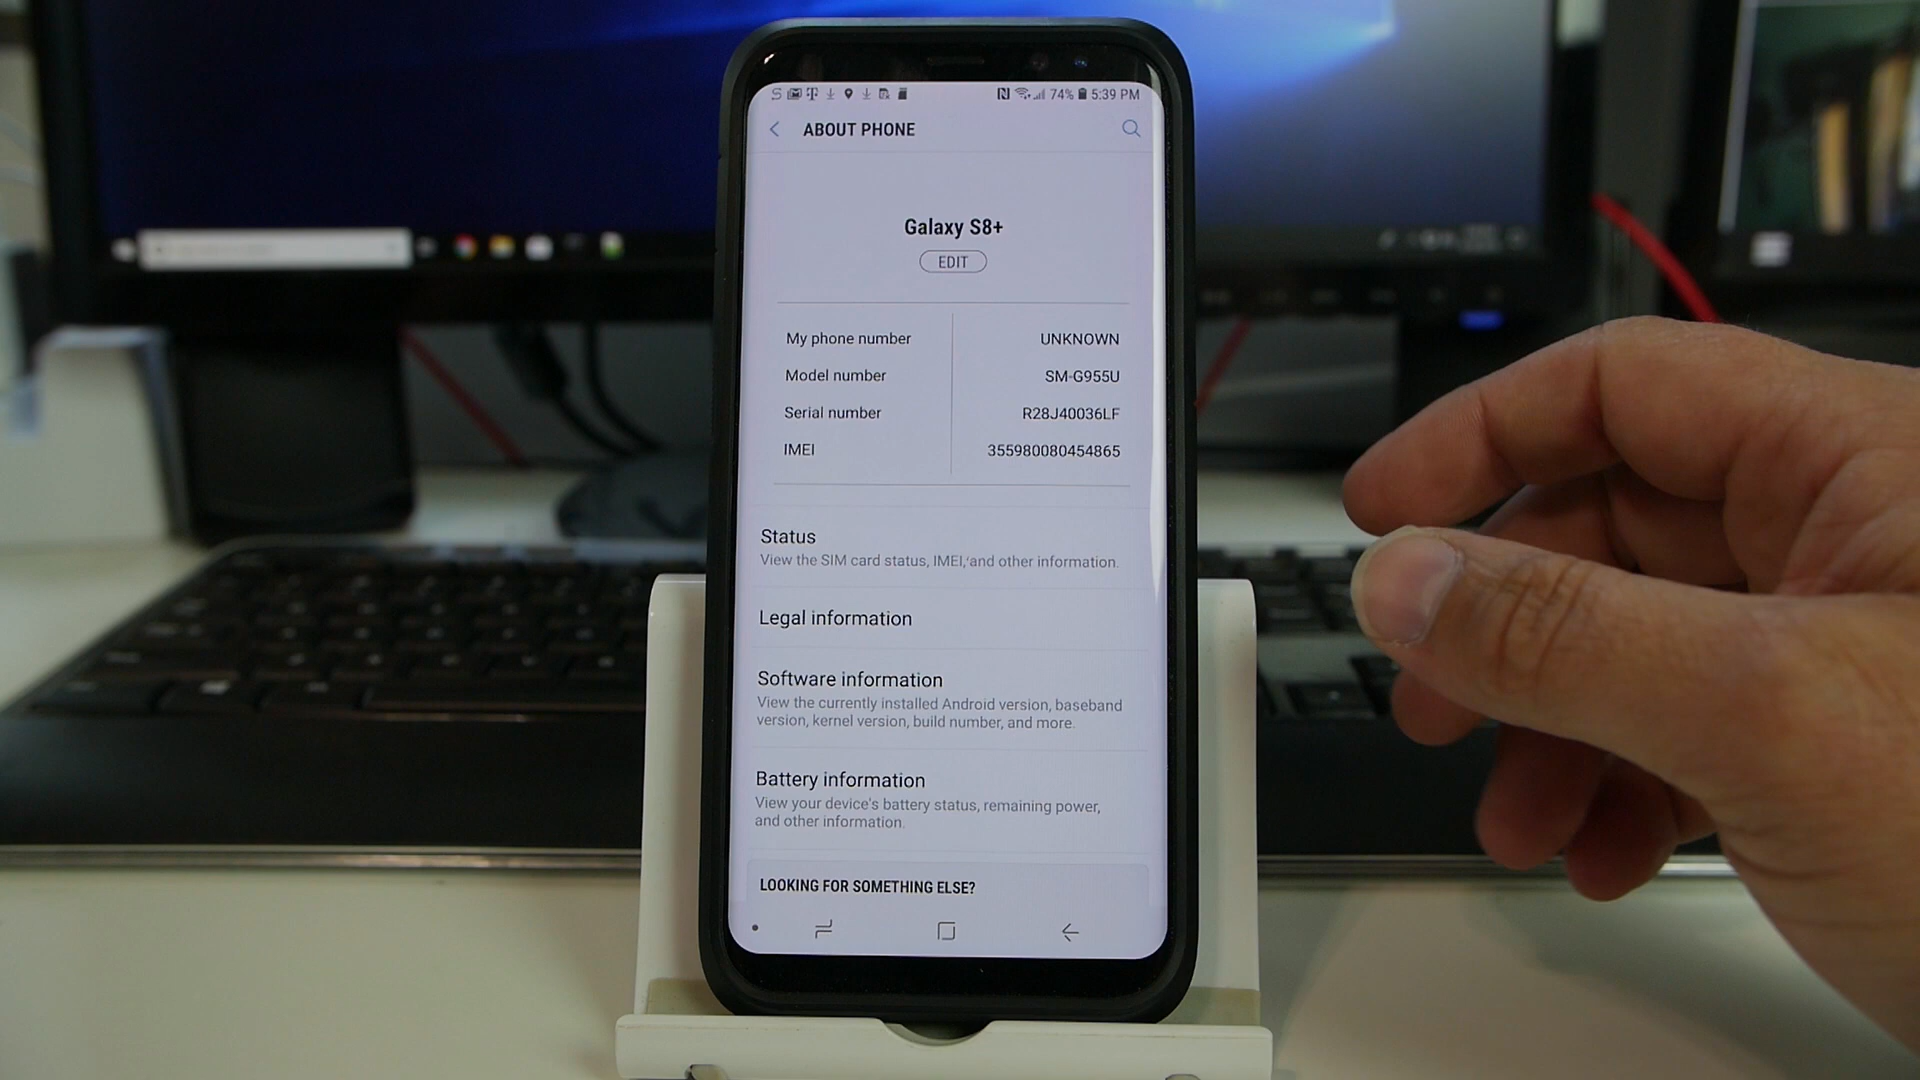 74% 5:39 PM
ABOUT PHONE
Galaxy S8+
EDIT
My phone number UNKNOWN
Model number SM-G955U
Serial number R28J40036LF
IMEI 355980080454865
Status
View the SIM card status, IMEI, and other information.
Legal information
Software information
View the currently installed Android version, baseband
version, kernel version, build number, and more.
Battery information
View your device's battery status, remaining power,
and other information.
LOOKING FOR SOMETHING ELSE?